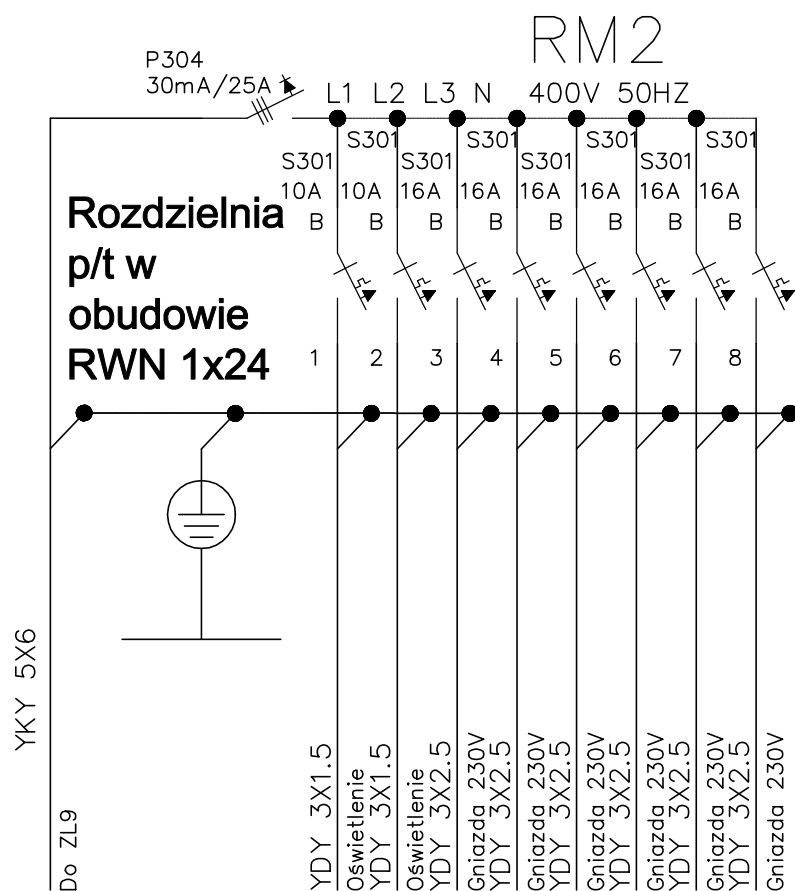 RM2
P304
30mA/25A
L1 L2 L3 N 400V 50HZ
S301 S301 S301 S301
S301 S301 S301 S301
10A 10A 16A 16A 16A 16A 16A 16A
B B B B B B B B
Rozdzielnia
p/t w
obudowie
RWN 1x24
1 2 3 4 5 6 7 8
YKY 5X6
Do ZL9
YDY 3X1.5
Oświetlenie
YDY 3X1.5
Oświetlenie
YDY 3X2.5
Gniazda 230V
YDY 3X2.5
Gniazda 230V
YDY 3X2.5
Gniazda 230V
YDY 3X2.5
Gniazda 230V
YDY 3X2.5
Gniazda 230V
YDY 3X2.5
Gniazda 230V